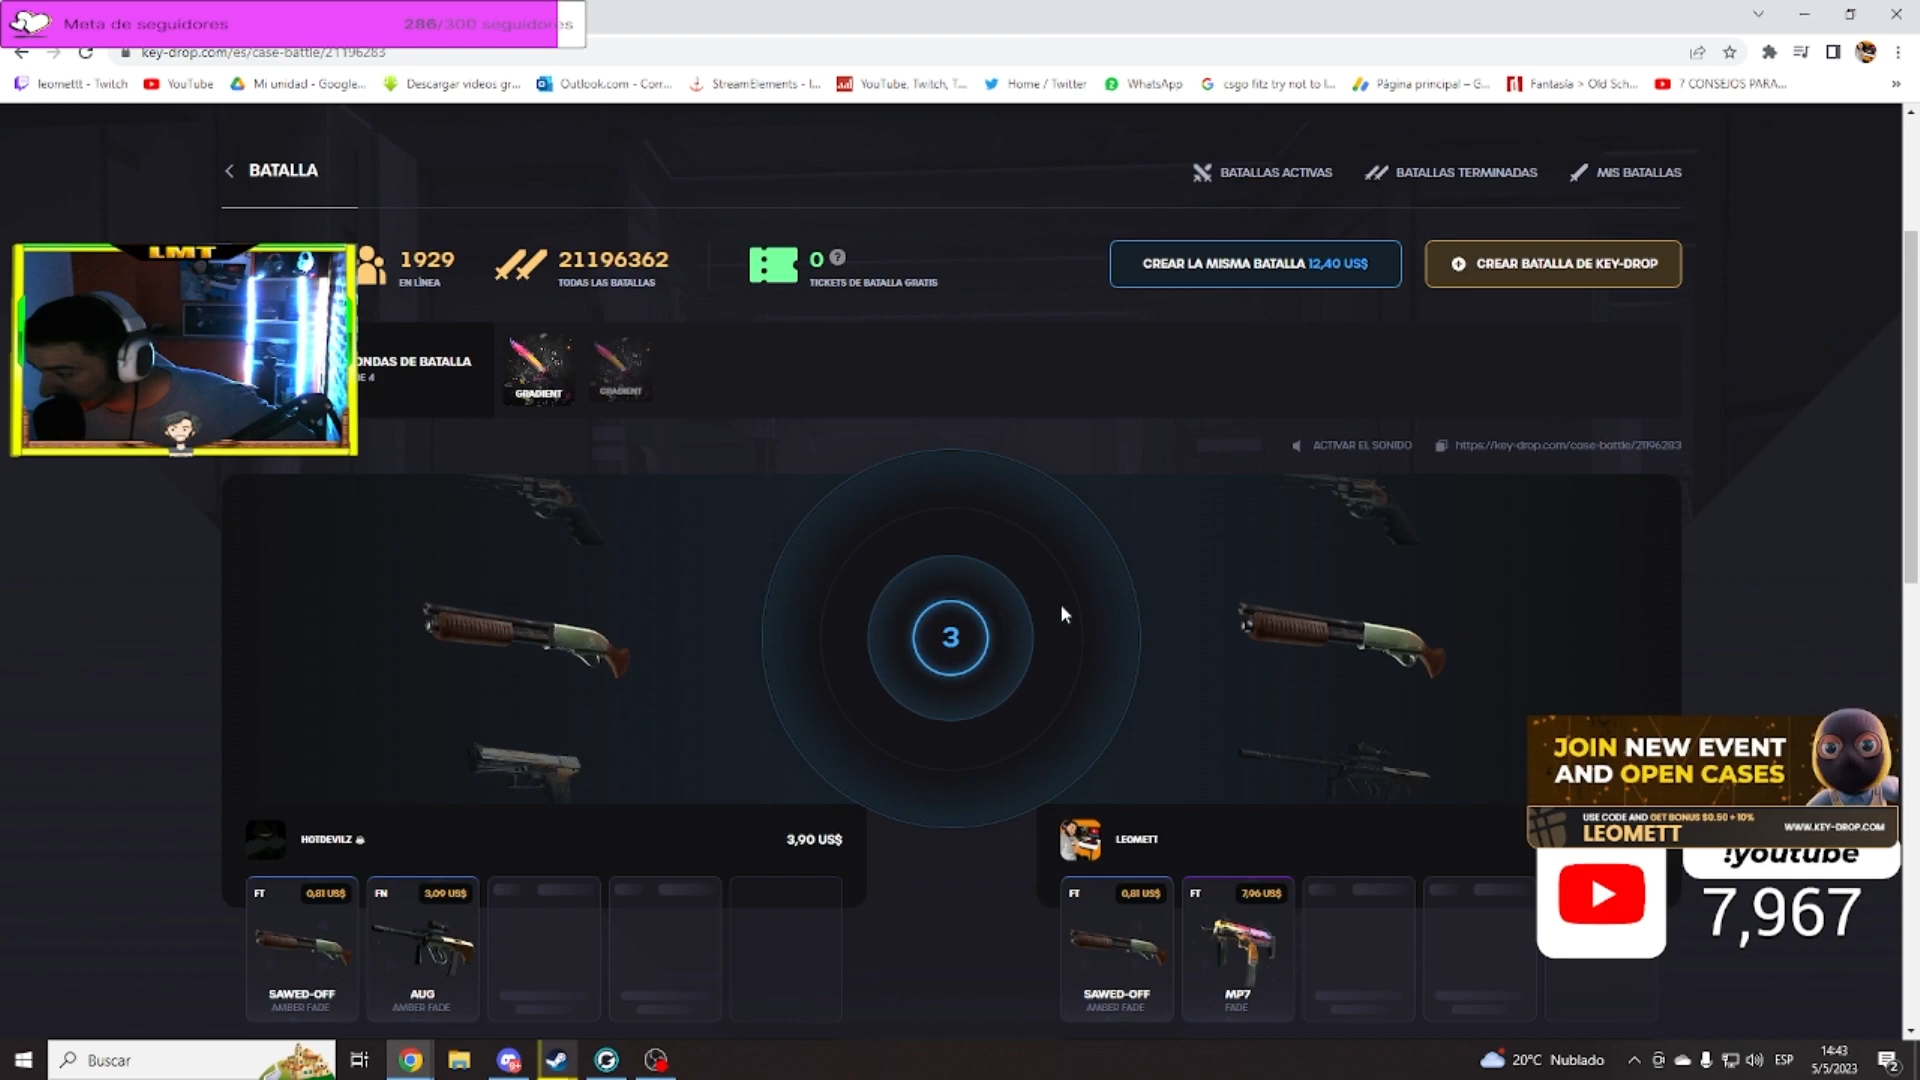 Meta de seguidores
286/300 seguidores
key-drop.com/es/case-battle/21196283
leomettt - Twitch
YouTube
Mi unidad - Google...
Descargar videos gr...
Outlook.com - Corr...
StreamElements - l...
YouTube, Twitch, T...
Home / Twitter
WhatsApp
csgo fitz try not to l...
Página principal – G...
Fantasía > Old Sch...
7 CONSEJOS PARA...
»
BATALLA
BATALLAS ACTIVAS
BATALLAS TERMINADAS
MIS BATALLAS
LMT
1929
EN LÍNEA
21196362
TODAS LAS BATALLAS
0 ?
TICKETS DE BATALLA GRATIS
CREAR LA MISMA BATALLA 12,40 US$
CREAR BATALLA DE KEY-DROP
ONDAS DE BATALLA
DE 4
GRADIENT
GRADIENT
ACTIVAR EL SONIDO
https://key-drop.com/case-battle/21196283
3
JOIN NEW EVENT
AND OPEN CASES
USE CODE AND GET BONUS $0.50 + 10%
LEOMETT
WWW.KEY-DROP.COM
!youtube
7,967
HOTDEVILZ
3,90 US$
LEOMETT
FT
0,81 US$
SAWED-OFF
AMBER FADE
FN
3,09 US$
AUG
AMBER FADE
FT
0,81 US$
SAWED-OFF
AMBER FADE
FT
7,96 US$
MP7
FADE
Buscar
20°C Nublado
ESP
14:43
5/5/2023
2